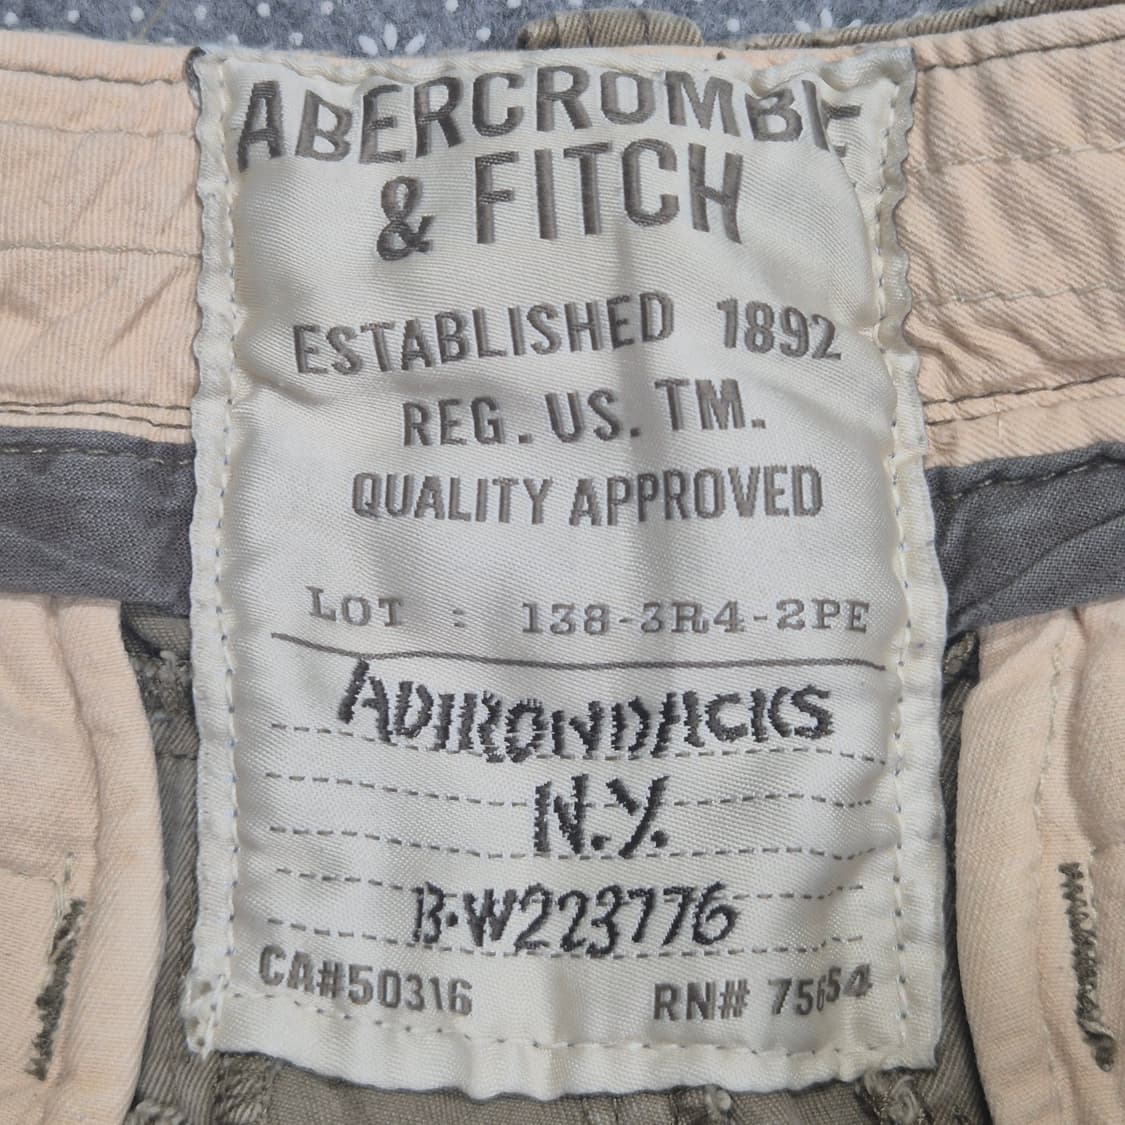 ABERCROMBIE
& FITCH
ESTABLISHED 1892
REG. US. TM.
QUALITY APPROVED
LOT : 138-3R4-2PE
ADIRONDACKS
N.Y.
B-W223776
CA#50316 RN# 75654